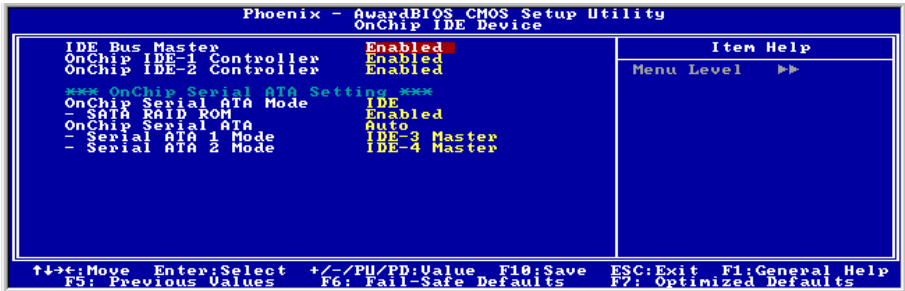 Phoenix - AwardBIOS CMOS Setup Utility
OnChip IDE Device
IDE Bus Master Enabled
OnChip IDE-1 Controller Enabled
OnChip IDE-2 Controller Enabled
*** OnChip Serial ATA Setting ***
OnChip Serial ATA Mode IDE
- SATA RAID ROM Enabled
OnChip Serial ATA Auto
- Serial ATA 1 Mode IDE-3 Master
- Serial ATA 2 Mode IDE-4 Master
Item Help
Menu Level ▶▶
↑↓→←:Move Enter:Select +/-/PU/PD:Value F10:Save ESC:Exit F1:General Help
F5: Previous Values F6: Fail-Safe Defaults F7: Optimized Defaults